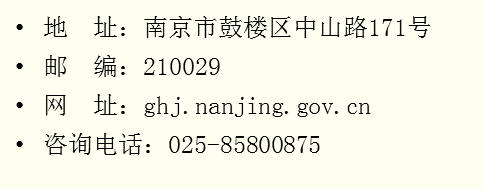 • 地　址：南京市鼓楼区中山路171号
• 邮　编：210029
• 网　址：ghj.nanjing.gov.cn
• 咨询电话：025-85800875